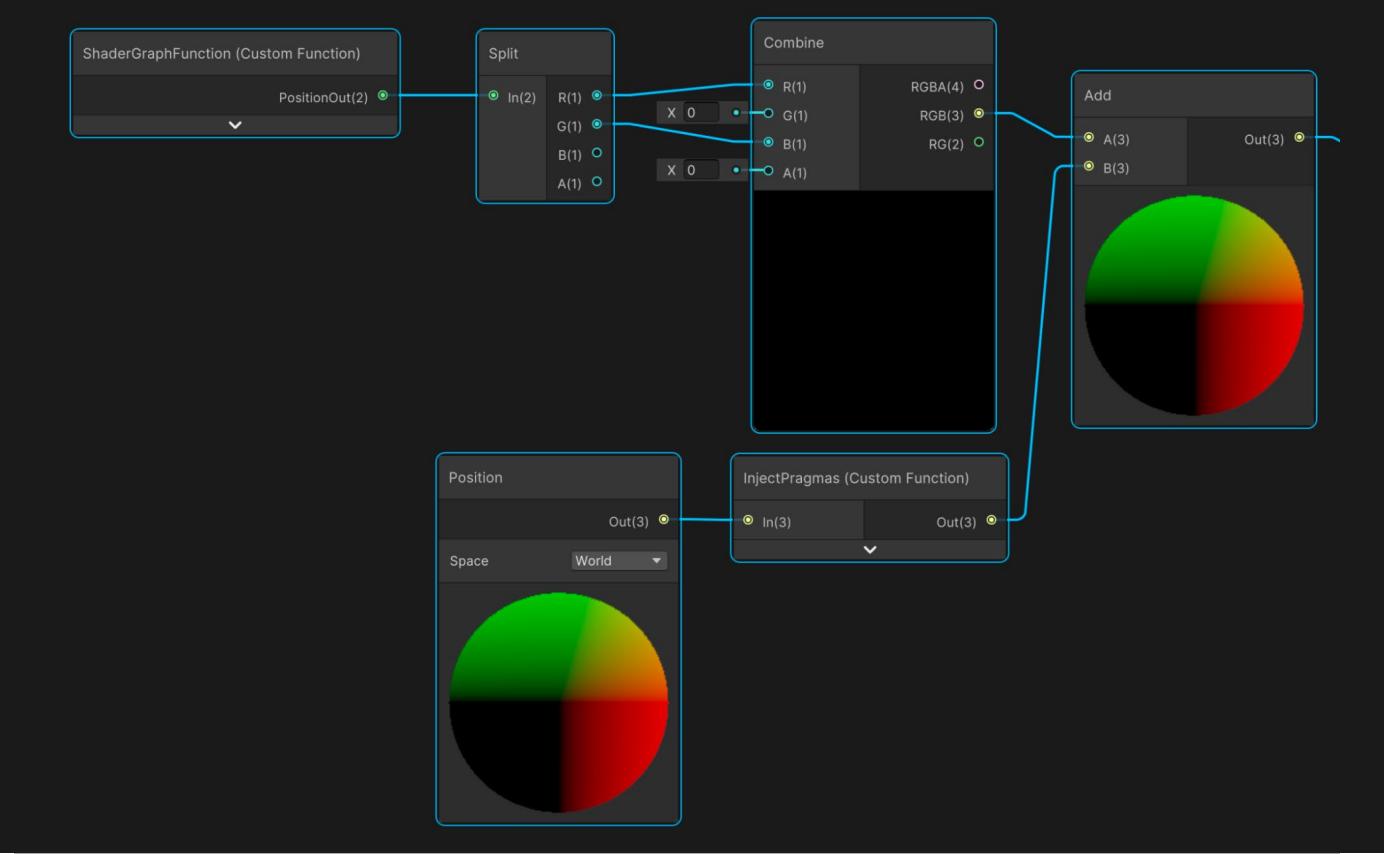 ShaderGraphFunction (Custom Function)
PositionOut(2)
Split
In(2)
R(1)
G(1)
B(1)
A(1)
X 0
X 0
Combine
R(1)
G(1)
B(1)
A(1)
RGBA(4)
RGB(3)
RG(2)
Add
A(3)
B(3)
Out(3)
Position
Out(3)
Space World
InjectPragmas (Custom Function)
In(3)
Out(3)